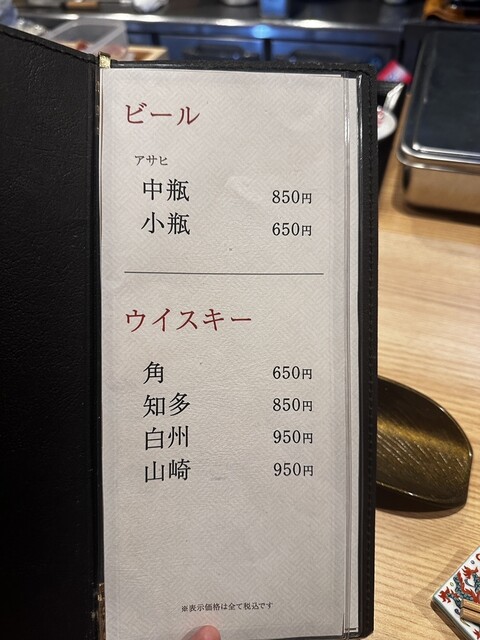 ビール
アサヒ
中瓶 850円
小瓶 650円
ウイスキー
角 650円
知多 850円
白州 950円
山崎 950円
※表示価格は全て税込です